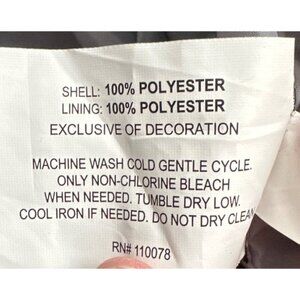 SHELL: 100% POLYESTER
LINING: 100% POLYESTER
EXCLUSIVE OF DECORATION
MACHINE WASH COLD GENTLE CYCLE.
ONLY NON-CHLORINE BLEACH
WHEN NEEDED. TUMBLE DRY LOW.
COOL IRON IF NEEDED. DO NOT DRY CLEAN
RN# 110078